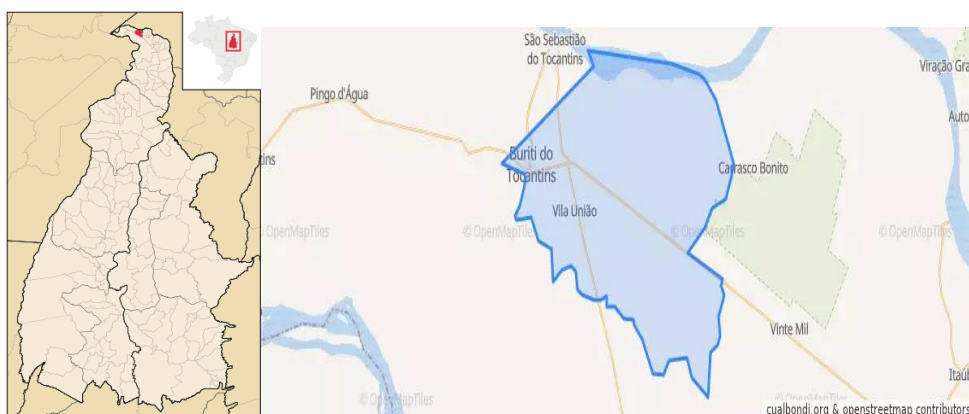 São Sebastião
do Tocantins
Viração Gra
Pingo d'Água
Auto
tins
Buriti do
Tocantins
Carrasco Bonito
Vila União
© OpenMapTiles
© OpenMapTiles
© OpenMapTiles
© OpenMapTiles
Vinte Mil
Itaúb
cualbondi.org & openstreetmap contributors